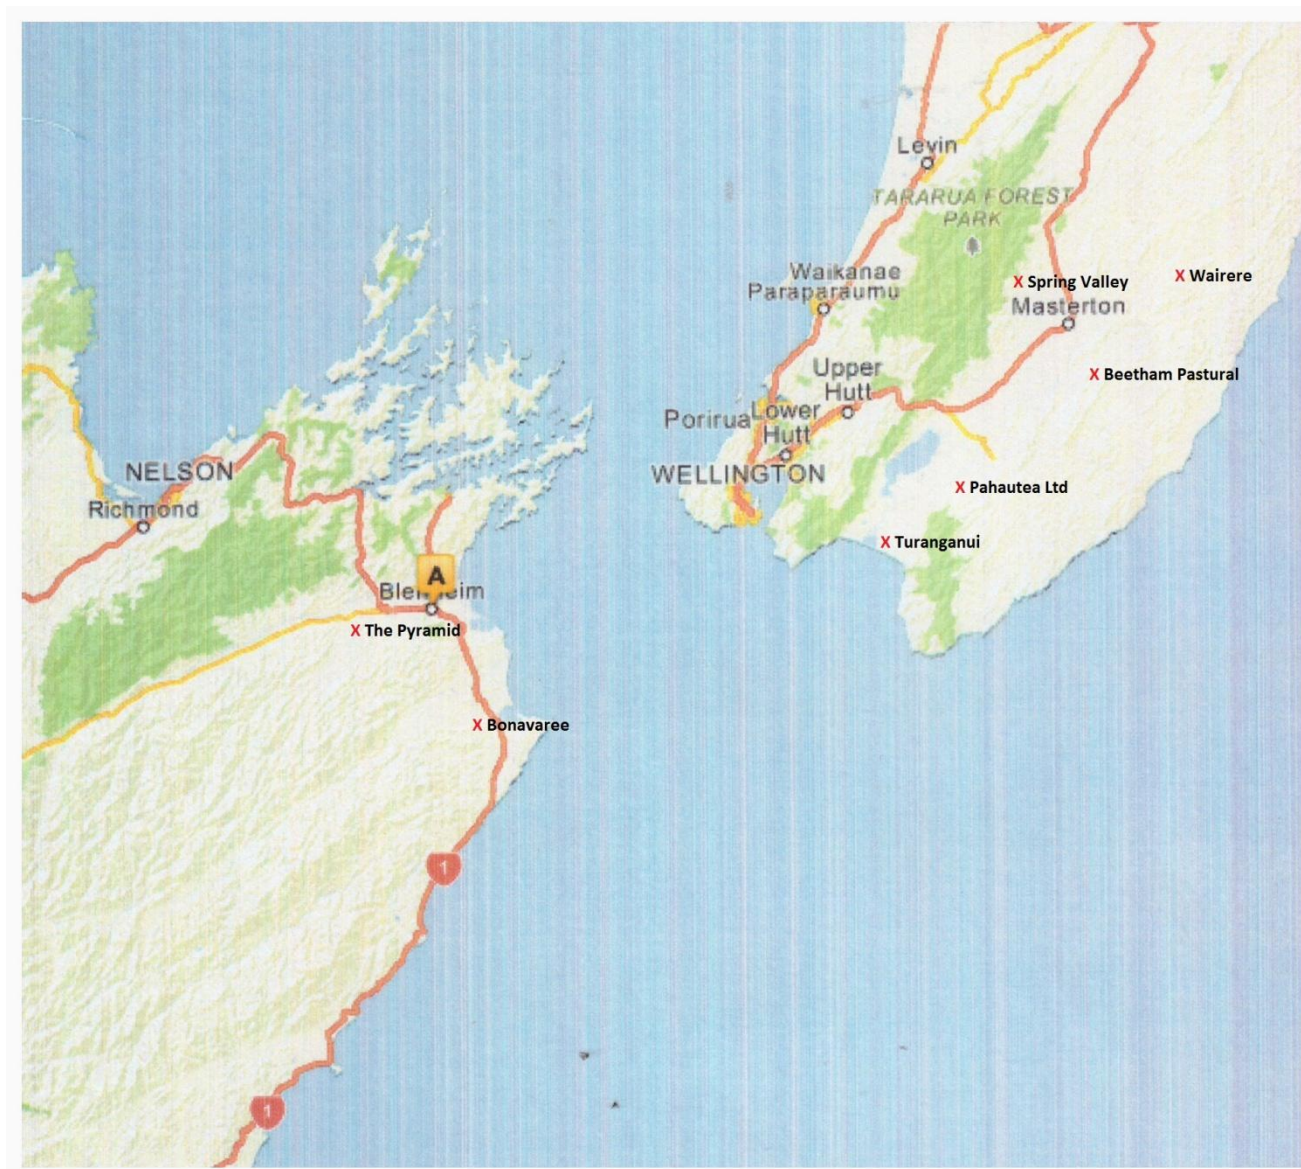 Levin
TARARUA FOREST
PARK
Waikanae
Paraparaumu
X Spring Valley
X Wairere
Masterton
Upper
Hutt
X Beetham Pastural
Porirua
Lower
Hutt
NELSON
WELLINGTON
Richmond
X Pahautea Ltd
X Turanganui
A
Blenheim
X The Pyramid
X Bonavaree
1
1